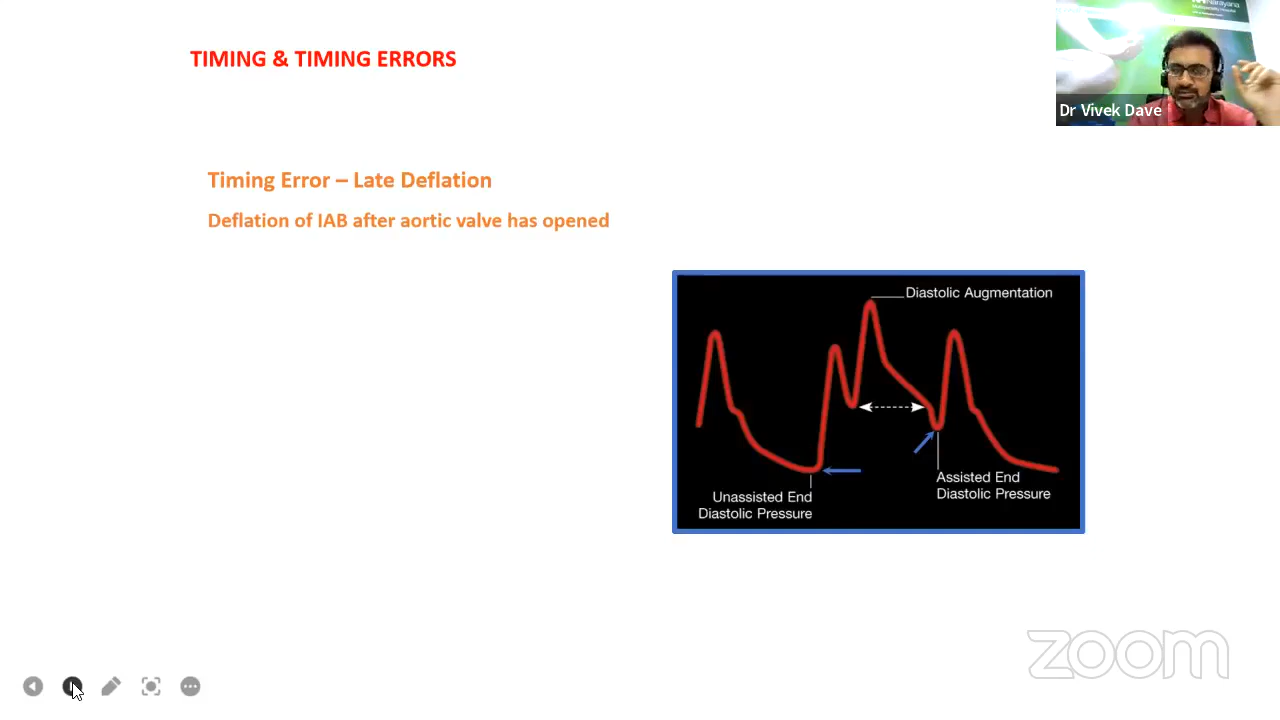 TIMING & TIMING ERRORS
Narayana
Dr Vivek Dave
Timing Error – Late Deflation
Deflation of IAB after aortic valve has opened
Diastolic Augmentation
Assisted End
Diastolic Pressure
Unassisted End
Diastolic Pressure
zoom